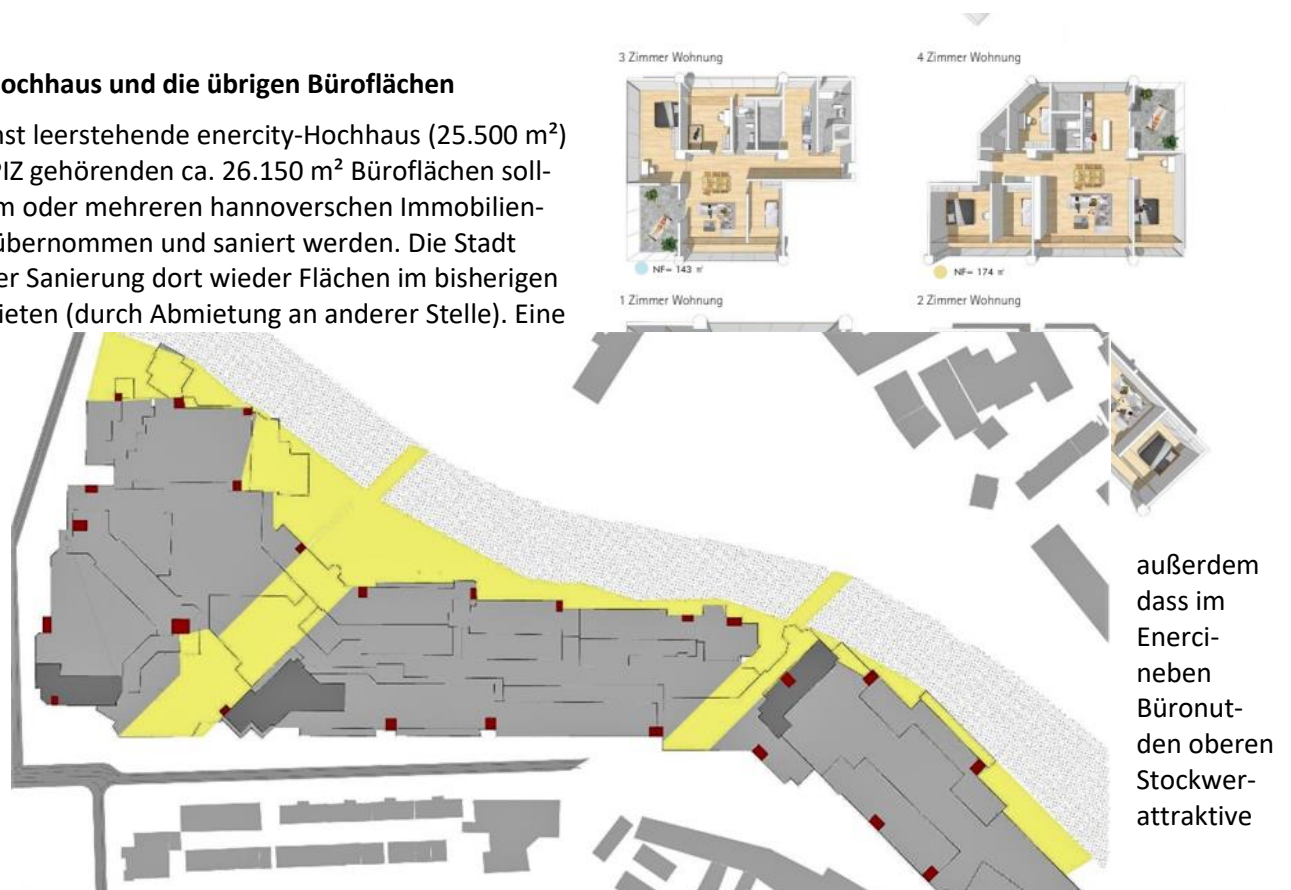 ochhaus und die übrigen Büroflächen
nst leerstehende enercity-Hochhaus (25.500 m²)
PIZ gehörenden ca. 26.150 m² Büroflächen soll-
m oder mehreren hannoverschen Immobilien-
übernommen und saniert werden. Die Stadt
er Sanierung dort wieder Flächen im bisherigen
ieten (durch Abmietung an anderer Stelle). Eine
3 Zimmer Wohnung
4 Zimmer Wohnung
NF= 143 ㎡
NF= 174 ㎡
1 Zimmer Wohnung
2 Zimmer Wohnung
außerdem
dass im
Enerci-
neben
Büronut-
den oberen
Stockwer-
attraktive